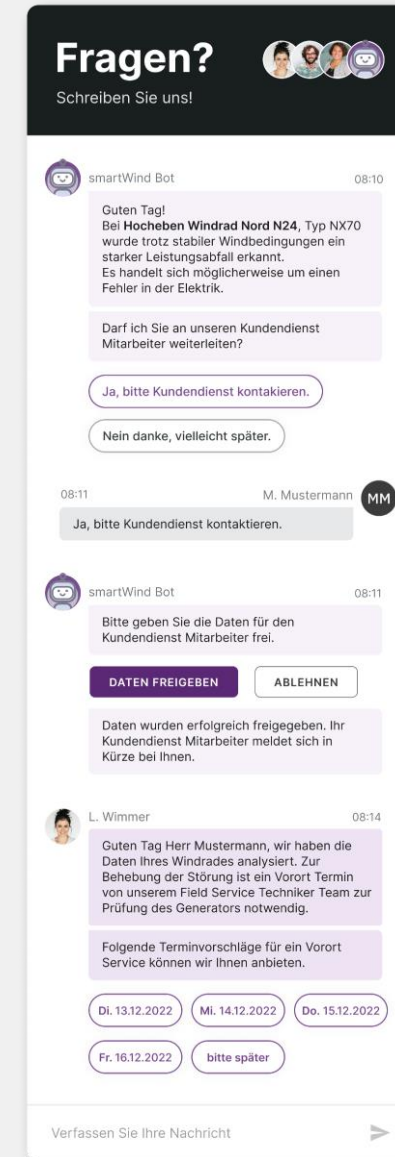 Fragen?
Schreiben Sie uns!
smartWind Bot
08:10
Guten Tag!
Bei Hocheben Windrad Nord N24, Typ NX70
wurde trotz stabiler Windbedingungen ein
starker Leistungsabfall erkannt.
Es handelt sich möglicherweise um einen
Fehler in der Elektrik.
Darf ich Sie an unseren Kundendienst
Mitarbeiter weiterleiten?
Ja, bitte Kundendienst kontakieren.
Nein danke, vielleicht später.
08:11
M. Mustermann
MM
Ja, bitte Kundendienst kontaktieren.
smartWind Bot
08:11
Bitte geben Sie die Daten für den
Kundendienst Mitarbeiter frei.
DATEN FREIGEBEN
ABLEHNEN
Daten wurden erfolgreich freigegeben. Ihr
Kundendienst Mitarbeiter meldet sich in
Kürze bei Ihnen.
L. Wimmer
08:14
Guten Tag Herr Mustermann, wir haben die
Daten Ihres Windrades analysiert. Zur
Behebung der Störung ist ein Vorort Termin
von unserem Field Service Techniker Team zur
Prüfung des Generators notwendig.
Folgende Terminvorschläge für ein Vorort
Service können wir Ihnen anbieten.
Di. 13.12.2022
Mi. 14.12.2022
Do. 15.12.2022
Fr. 16.12.2022
bitte später
Verfassen Sie Ihre Nachricht